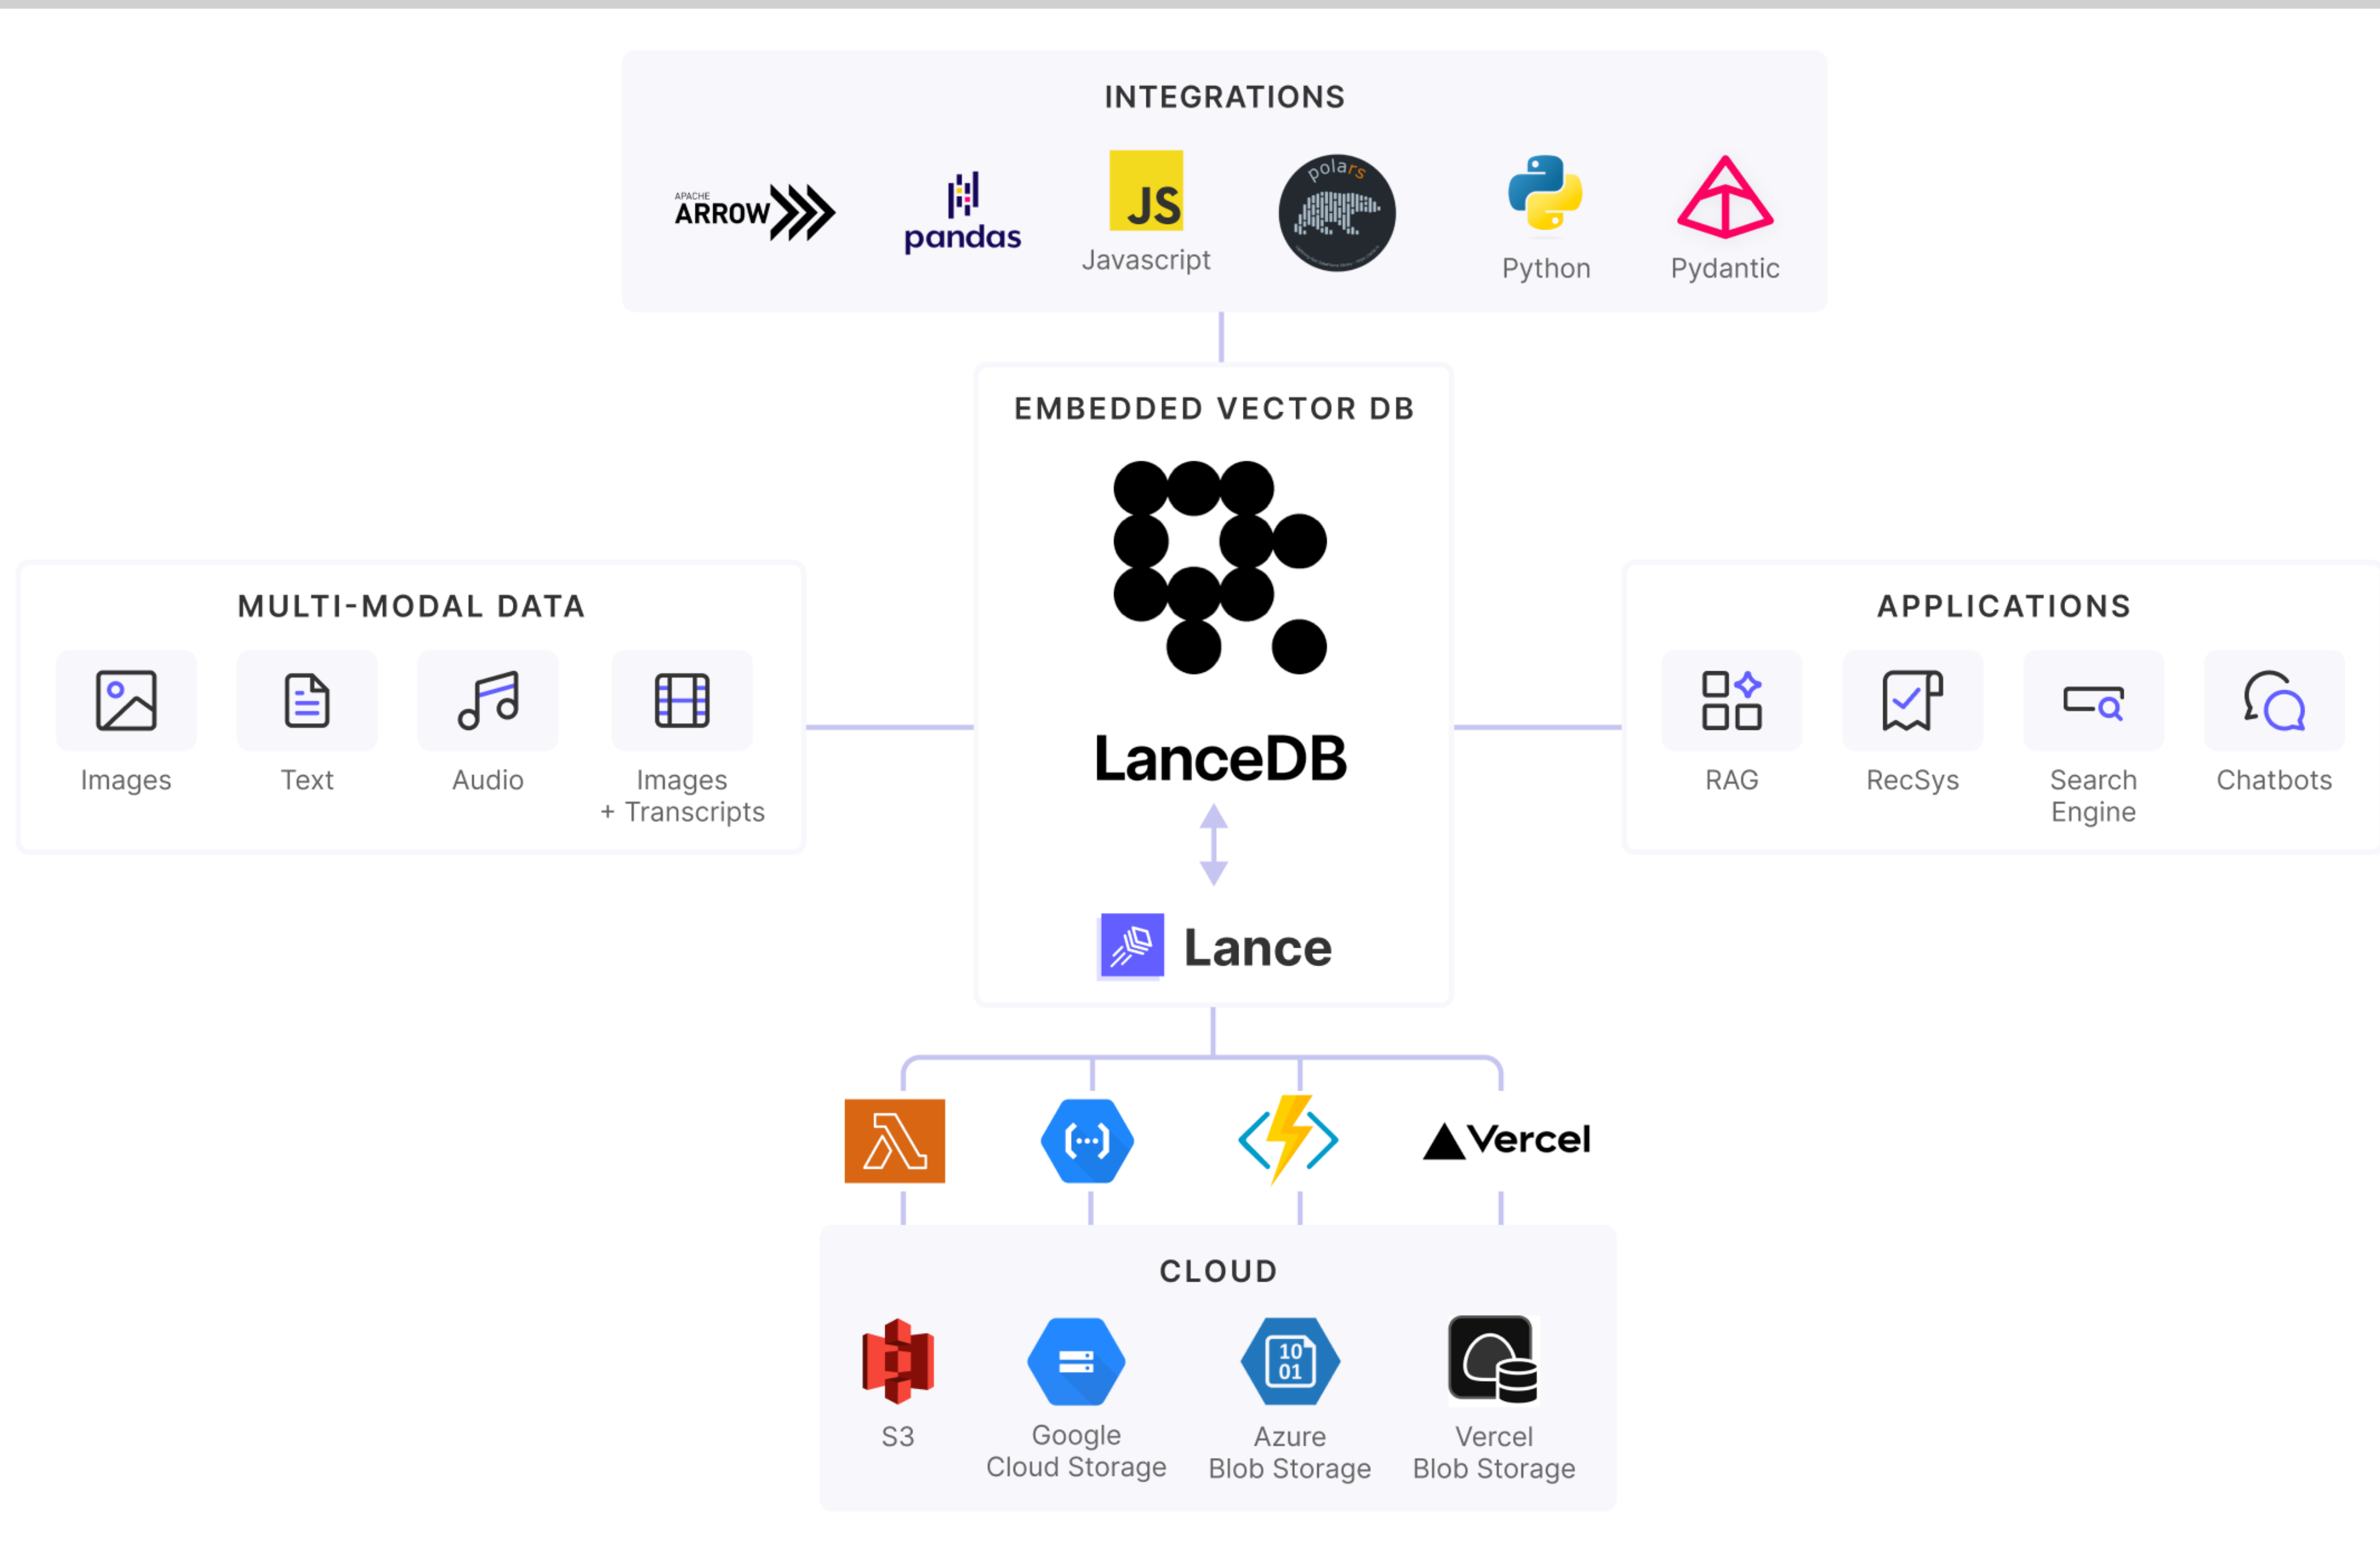 INTEGRATIONS
APACHE
ARROW
pandas
JS
Javascript
polars
Python
Pydantic
EMBEDDED VECTOR DB
LanceDB
Lance
MULTI-MODAL DATA
Images
Text
Audio
Images
+ Transcripts
APPLICATIONS
RAG
RecSys
Search
Engine
Chatbots
Vercel
CLOUD
S3
Google
Cloud Storage
10
01
Azure
Blob Storage
Vercel
Blob Storage